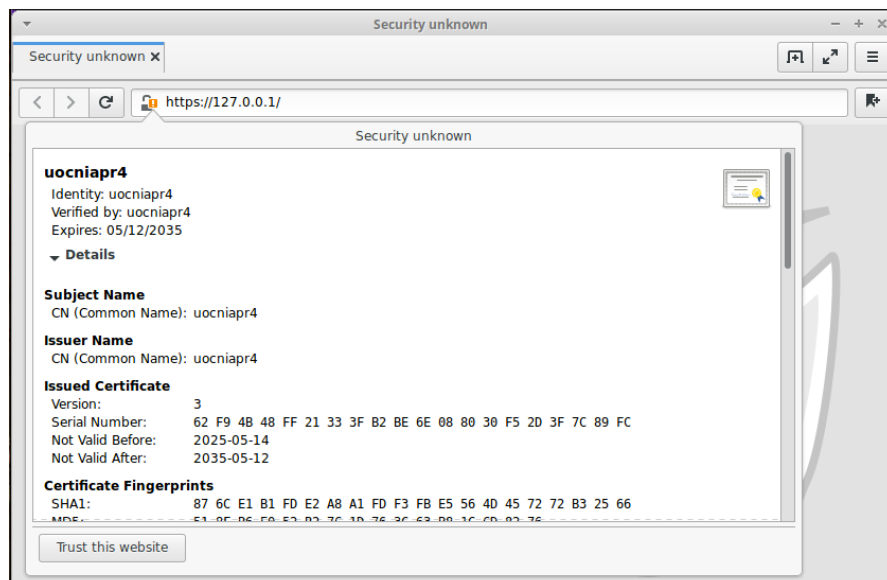 Security unknown
Security unknown
https://127.0.0.1/
Security unknown
uocniapr4
Identity: uocniapr4
Verified by: uocniapr4
Expires: 05/12/2035
Details
Subject Name
CN (Common Name): uocniapr4
Issuer Name
CN (Common Name): uocniapr4
Issued Certificate
Version: 3
Serial Number: 62 F9 4B 48 FF 21 33 3F B2 BE 6E 08 80 30 F5 2D 3F 7C 89 FC
Not Valid Before: 2025-05-14
Not Valid After: 2035-05-12
Certificate Fingerprints
SHA1: 87 6C E1 B1 FD E2 A8 A1 FD F3 FB E5 56 4D 45 72 72 B3 25 66
MD5:
Trust this website